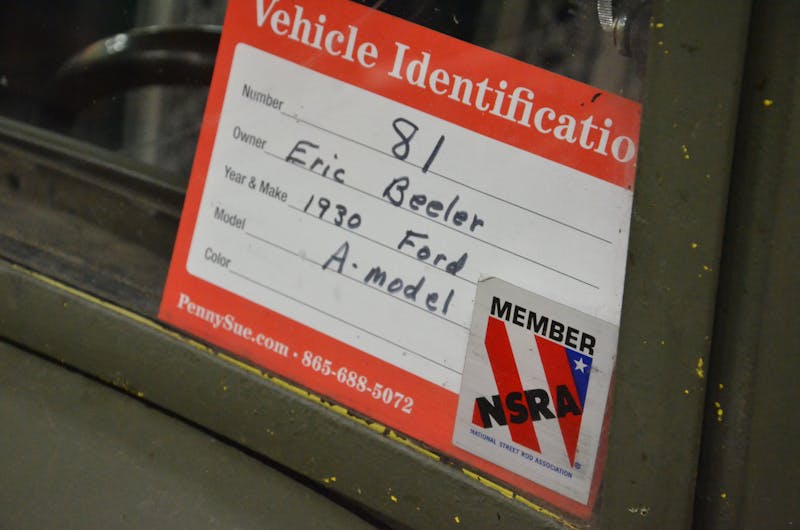 Vehicle Identificatio
Number 81
Owner Eric Beeler
Year & Make 1930 Ford
Model A-model
Color
PennySue.com • 865-688-5072
MEMBER
NSRA
NATIONAL STREET ROD ASSOCIATION